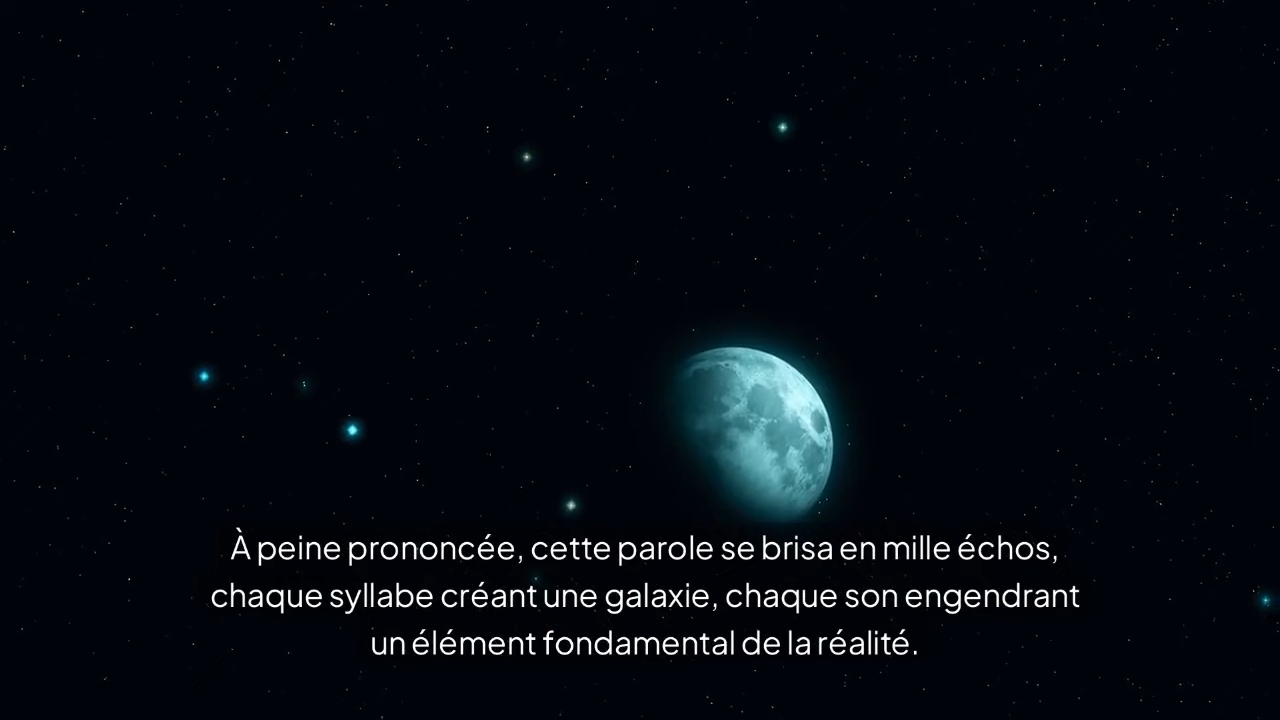 À peine prononcée, cette parole se brisa en mille échos,
chaque syllabe créant une galaxie, chaque son engendrant
un élément fondamental de la réalité.